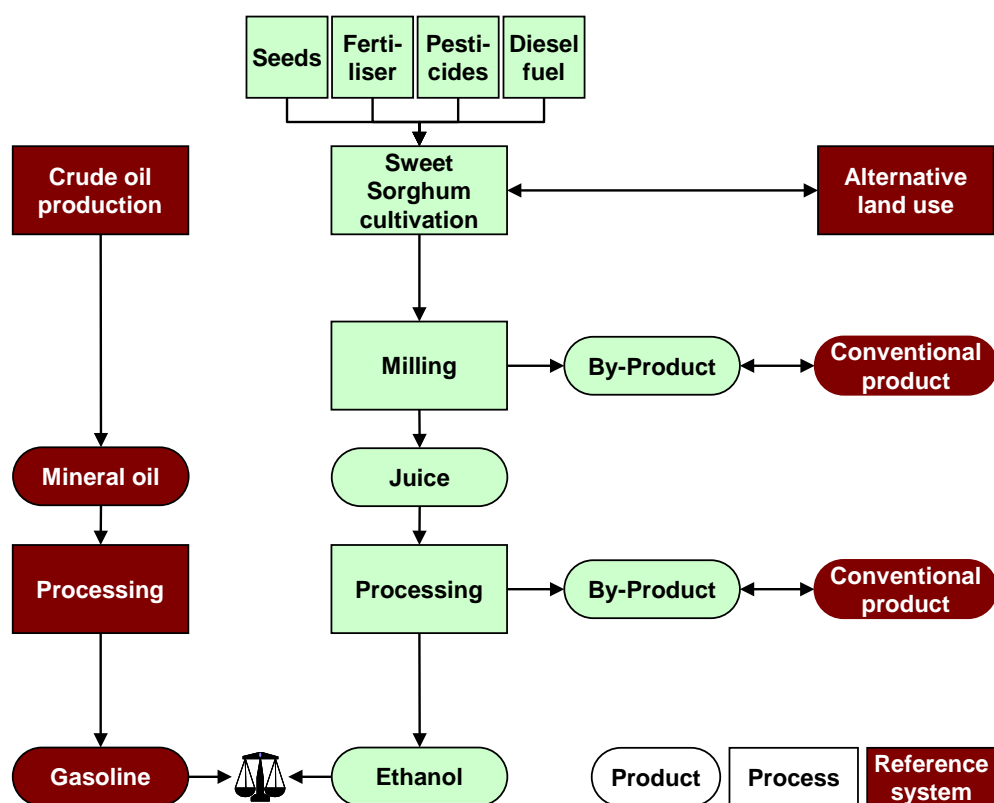 Seeds
Ferti-
liser
Pesti-
cides
Diesel
fuel
Crude oil
production
Sweet
Sorghum
cultivation
Alternative
land use
Milling
By-Product
Conventional
product
Mineral oil
Juice
Processing
Processing
By-Product
Conventional
product
Gasoline
Ethanol
Product
Process
Reference
system